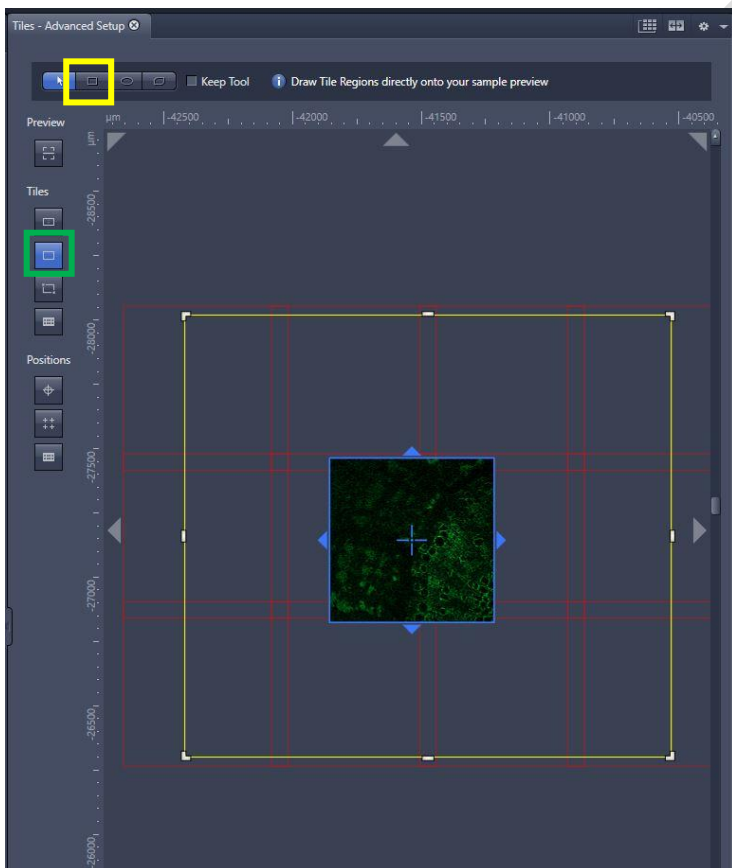 Tiles - Advanced Setup
Keep Tool Draw Tile Regions directly onto your sample preview
Preview
µm -42500 -42000 -41500 -41000 -40500
µm
Tiles
-28500
-28000
Positions
-27500
-27000
-26500
-26000